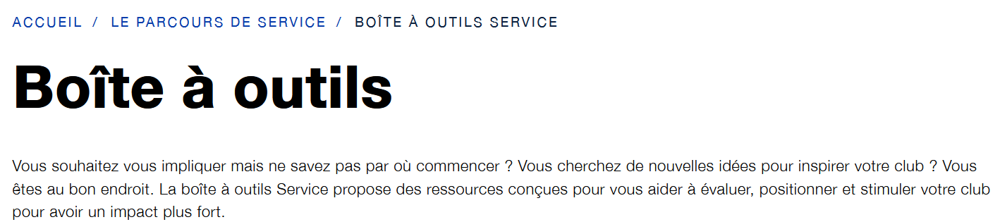 ACCUEIL / LE PARCOURS DE SERVICE / BOÎTE À OUTILS SERVICE
Boîte à outils
Vous souhaitez vous impliquer mais ne savez pas par où commencer ? Vous cherchez de nouvelles idées pour inspirer votre club ? Vous
êtes au bon endroit. La boîte à outils Service propose des ressources conçues pour vous aider à évaluer, positionner et stimuler votre club
pour avoir un impact plus fort.